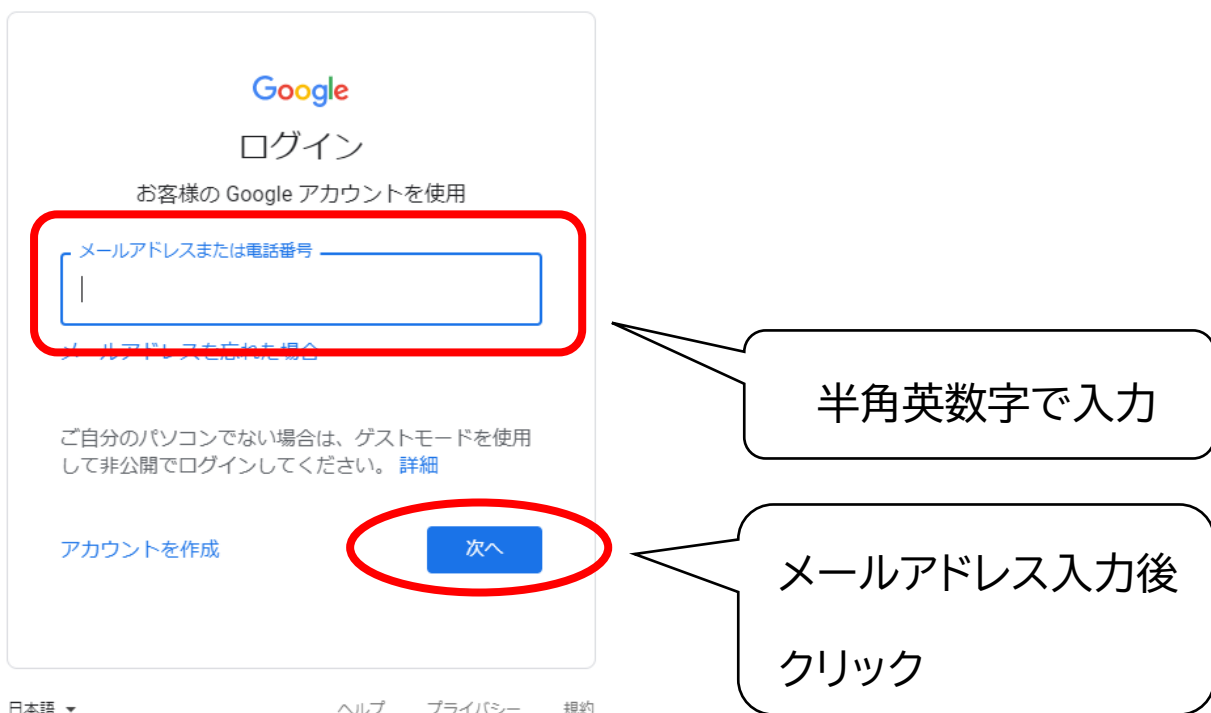 Google
ログイン
お客様の Google アカウントを使用
メールアドレスまたは電話番号
メールアドレスを忘れた場合
半角英数字で入力
ご自分のパソコンでない場合は、ゲストモードを使用
して非公開でログインしてください。 詳細
アカウントを作成
次へ
メールアドレス入力後
クリック
日本語
ヘルプ プライバシー 規約